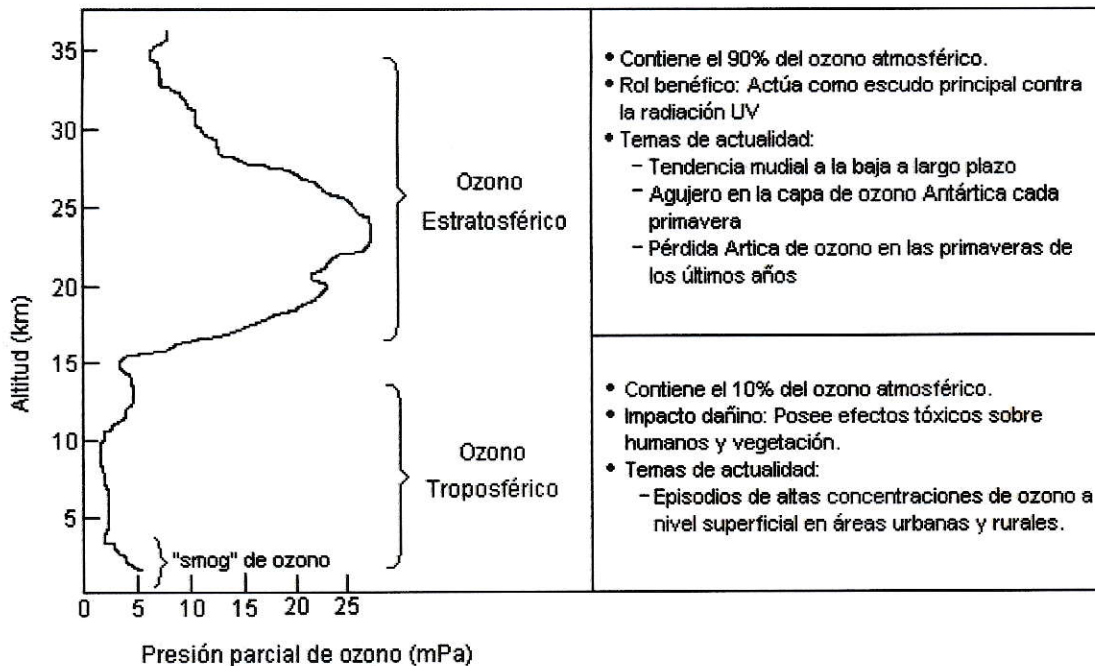 35
30
25
20
15
10
5
Altitud (km)
0 5 10 15 20 25
Presión parcial de ozono (mPa)
Ozono
Estratosférico
Ozono
Troposférico
"smog" de ozono
• Contiene el 90% del ozono atmosférico.
• Rol benéfico: Actúa como escudo principal contra
la radiación UV
• Temas de actualidad:
– Tendencia mudial a la baja a largo plazo
– Agujero en la capa de ozono Antártica cada
primavera
– Pérdida Artica de ozono en las primaveras de
los últimos años
• Contiene el 10% del ozono atmosférico.
• Impacto dañino: Posee efectos tóxicos sobre
humanos y vegetación.
• Temas de actualidad:
– Episodios de altas concentraciones de ozono a
nivel superficial en áreas urbanas y rurales.